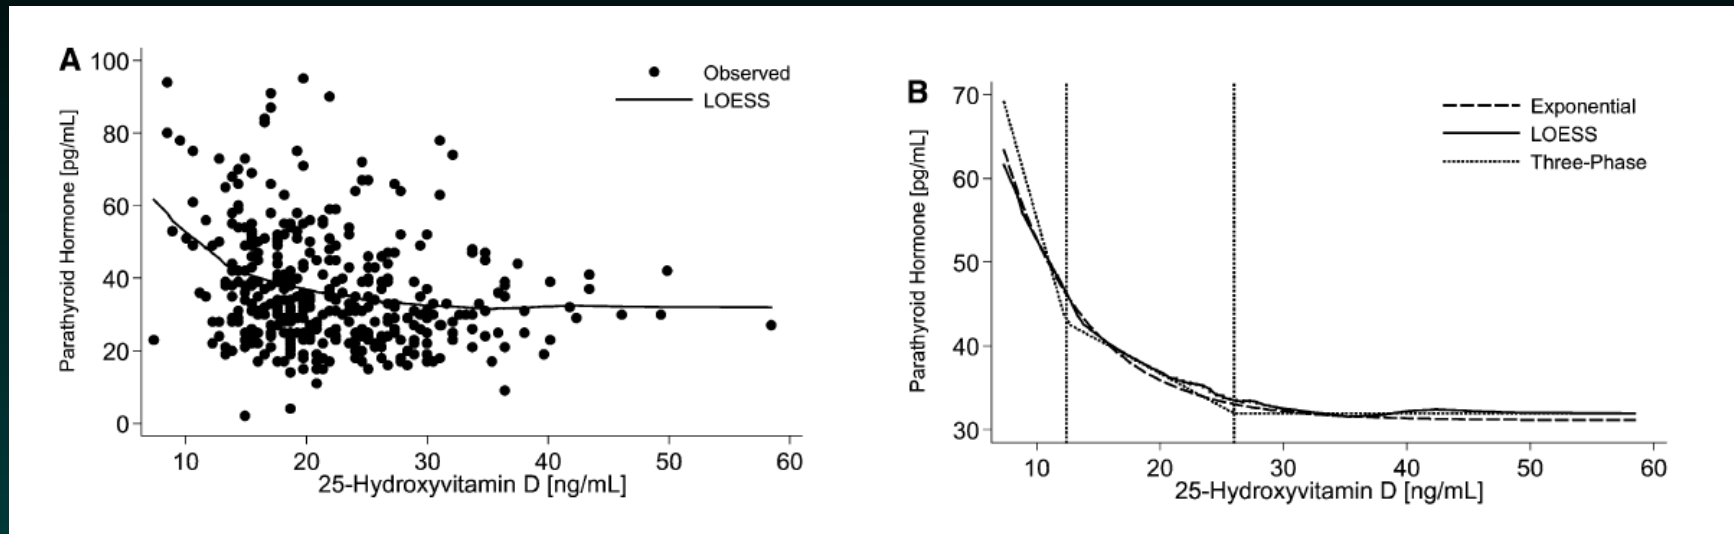 A
100
80
60
40
20
0
Parathyroid Hormone [pg/mL]
Observed
LOESS
10 20 30 40 50 60
25-Hydroxyvitamin D [ng/mL]
B
70
60
50
40
30
Parathyroid Hormone [pg/mL]
Exponential
LOESS
Three-Phase
10 20 30 40 50 60
25-Hydroxyvitamin D [ng/mL]